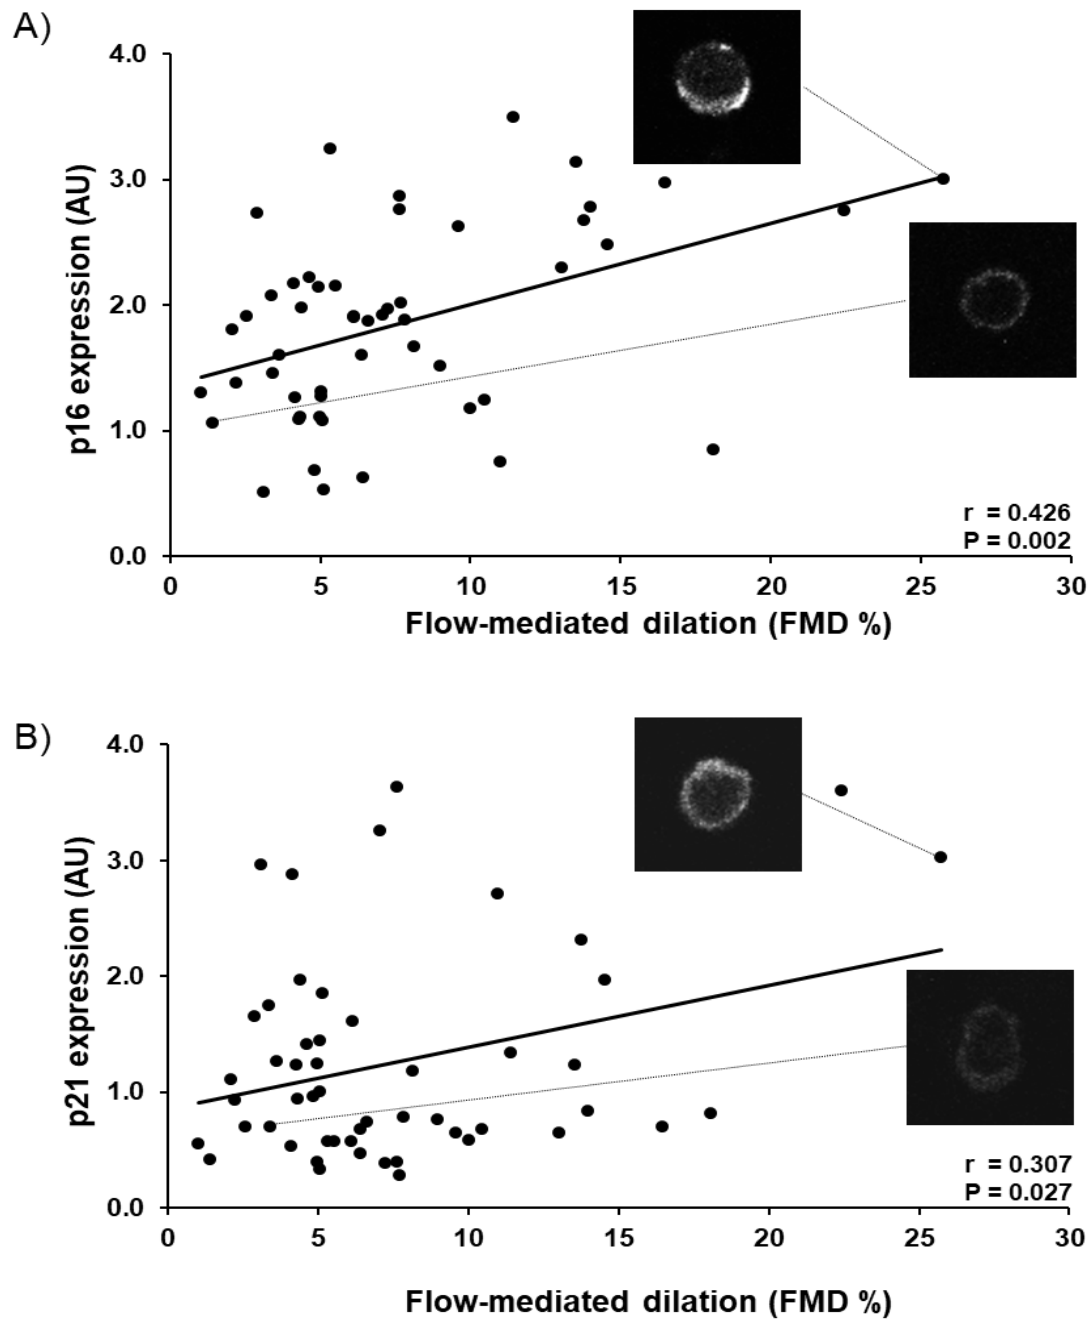 A)
4.0
3.0
2.0
1.0
0.0
p16 expression (AU)
r = 0.426
P = 0.002
0 5 10 15 20 25 30
Flow-mediated dilation (FMD %)
B)
4.0
3.0
2.0
1.0
0.0
p21 expression (AU)
r = 0.307
P = 0.027
0 5 10 15 20 25 30
Flow-mediated dilation (FMD %)